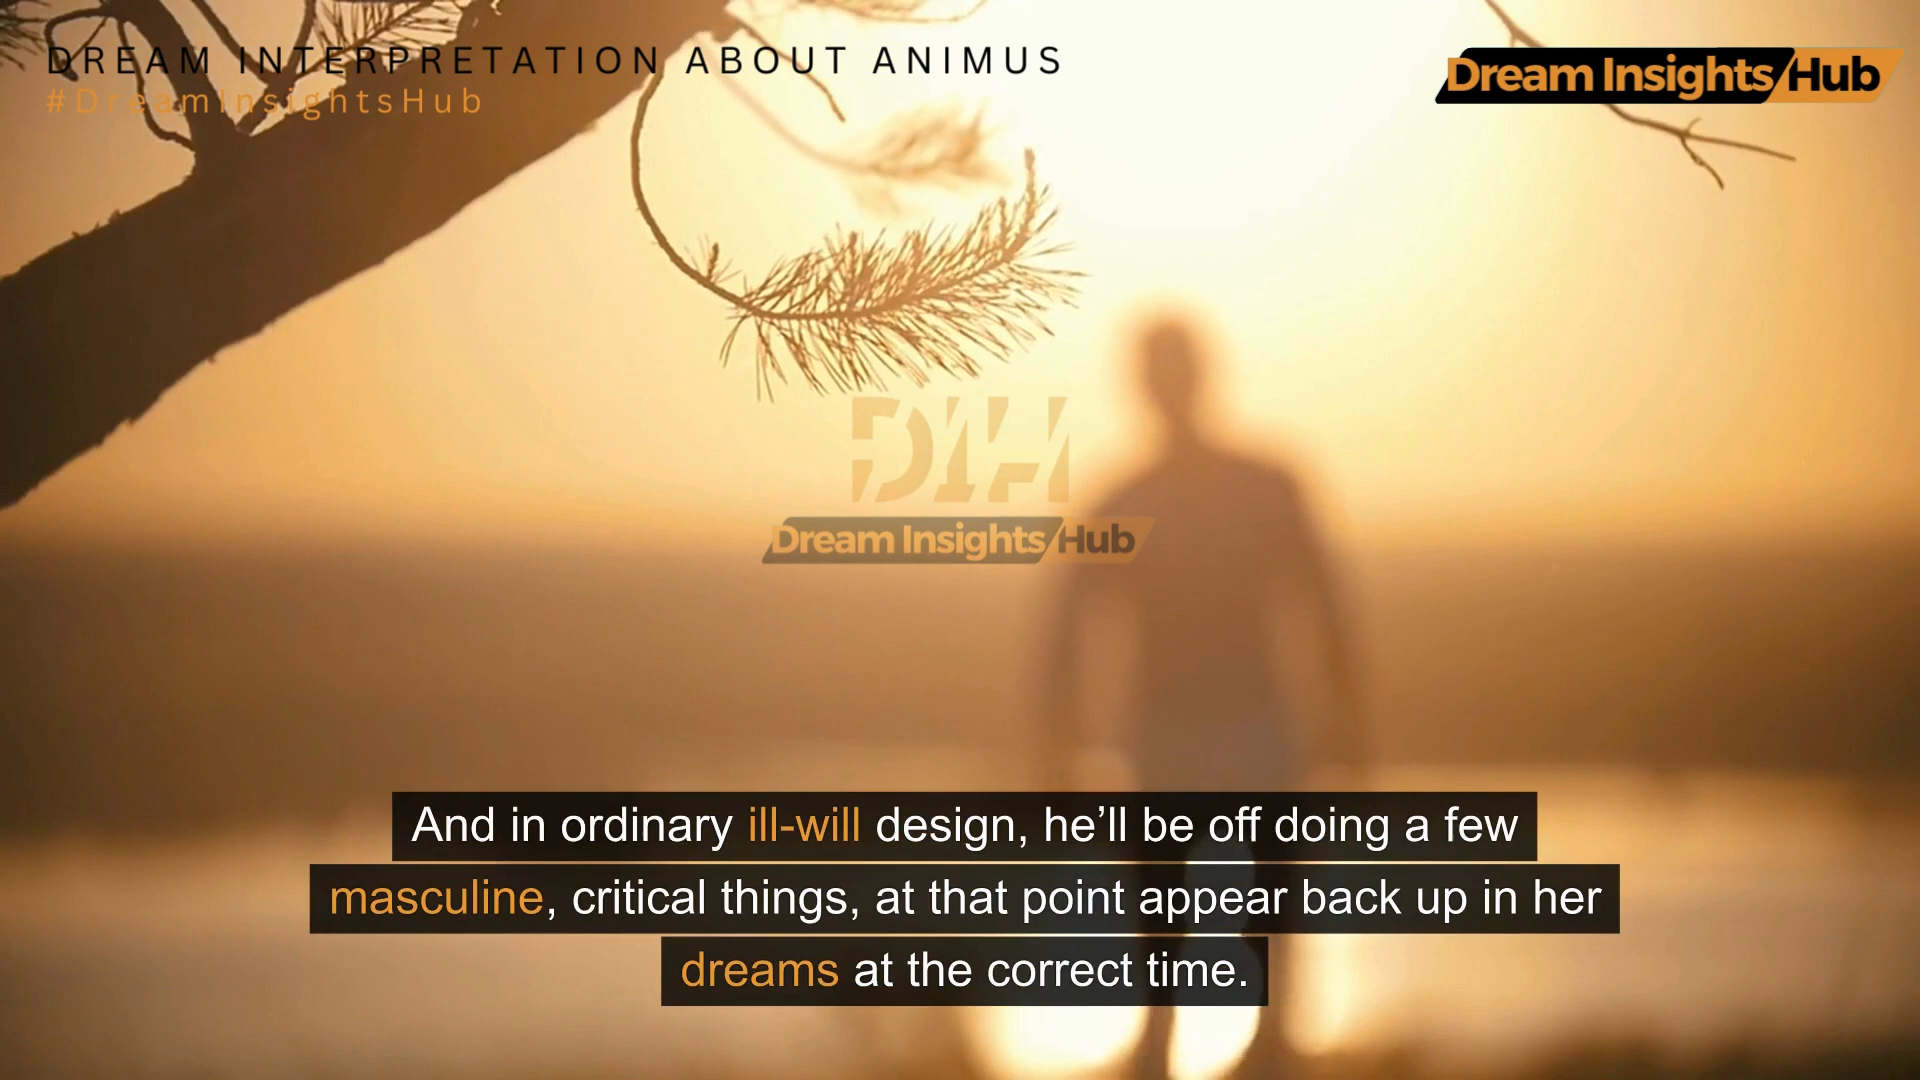 DREAM INTERPRETATION ABOUT ANIMUS
#DreamInsightsHub
Dream Insights Hub
DIH
Dream Insights Hub
And in ordinary ill-will design, he’ll be off doing a few
masculine, critical things, at that point appear back up in her
dreams at the correct time.